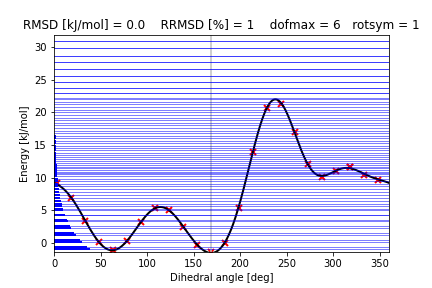 RMSD [kJ/mol] = 0.0    RRMSD [%] = 1    dofmax = 6   rotsym = 1
Energy [kJ/mol]
30
25
20
15
10
5
0
0 50 100 150 200 250 300 350
Dihedral angle [deg]